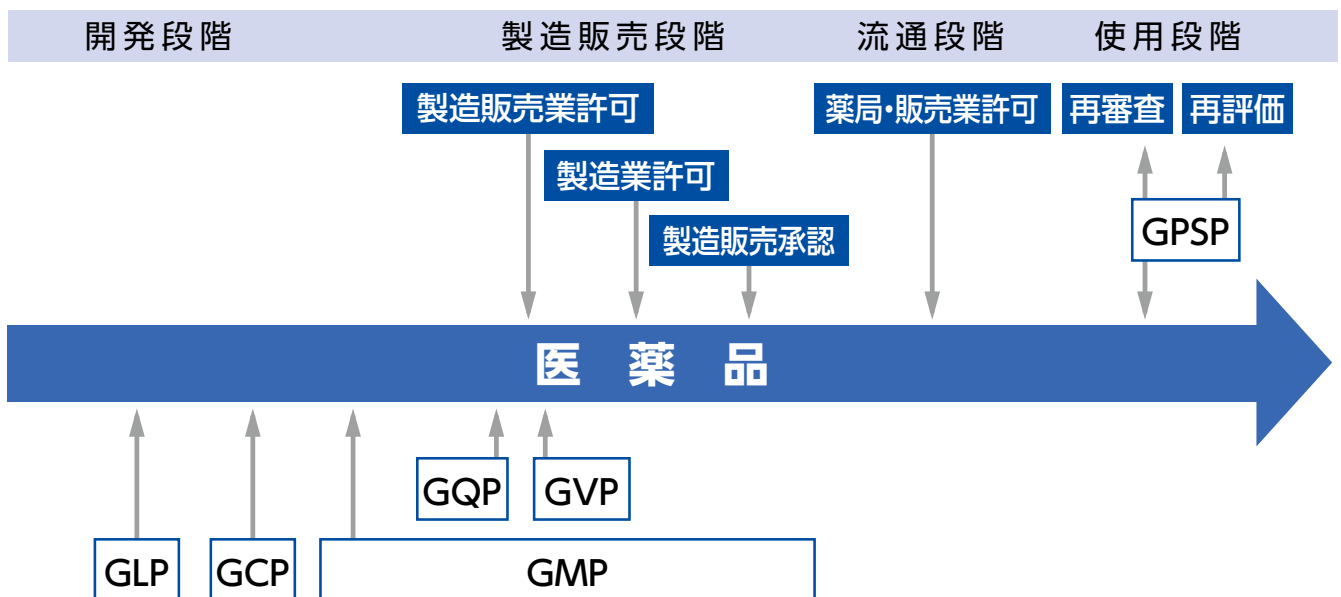 開発段階 製造販売段階 流通段階 使用段階
製造販売業許可 薬局・販売業許可 再審査 再評価
製造業許可
製造販売承認 GPSP
医薬品
GQP GVP
GLP GCP GMP